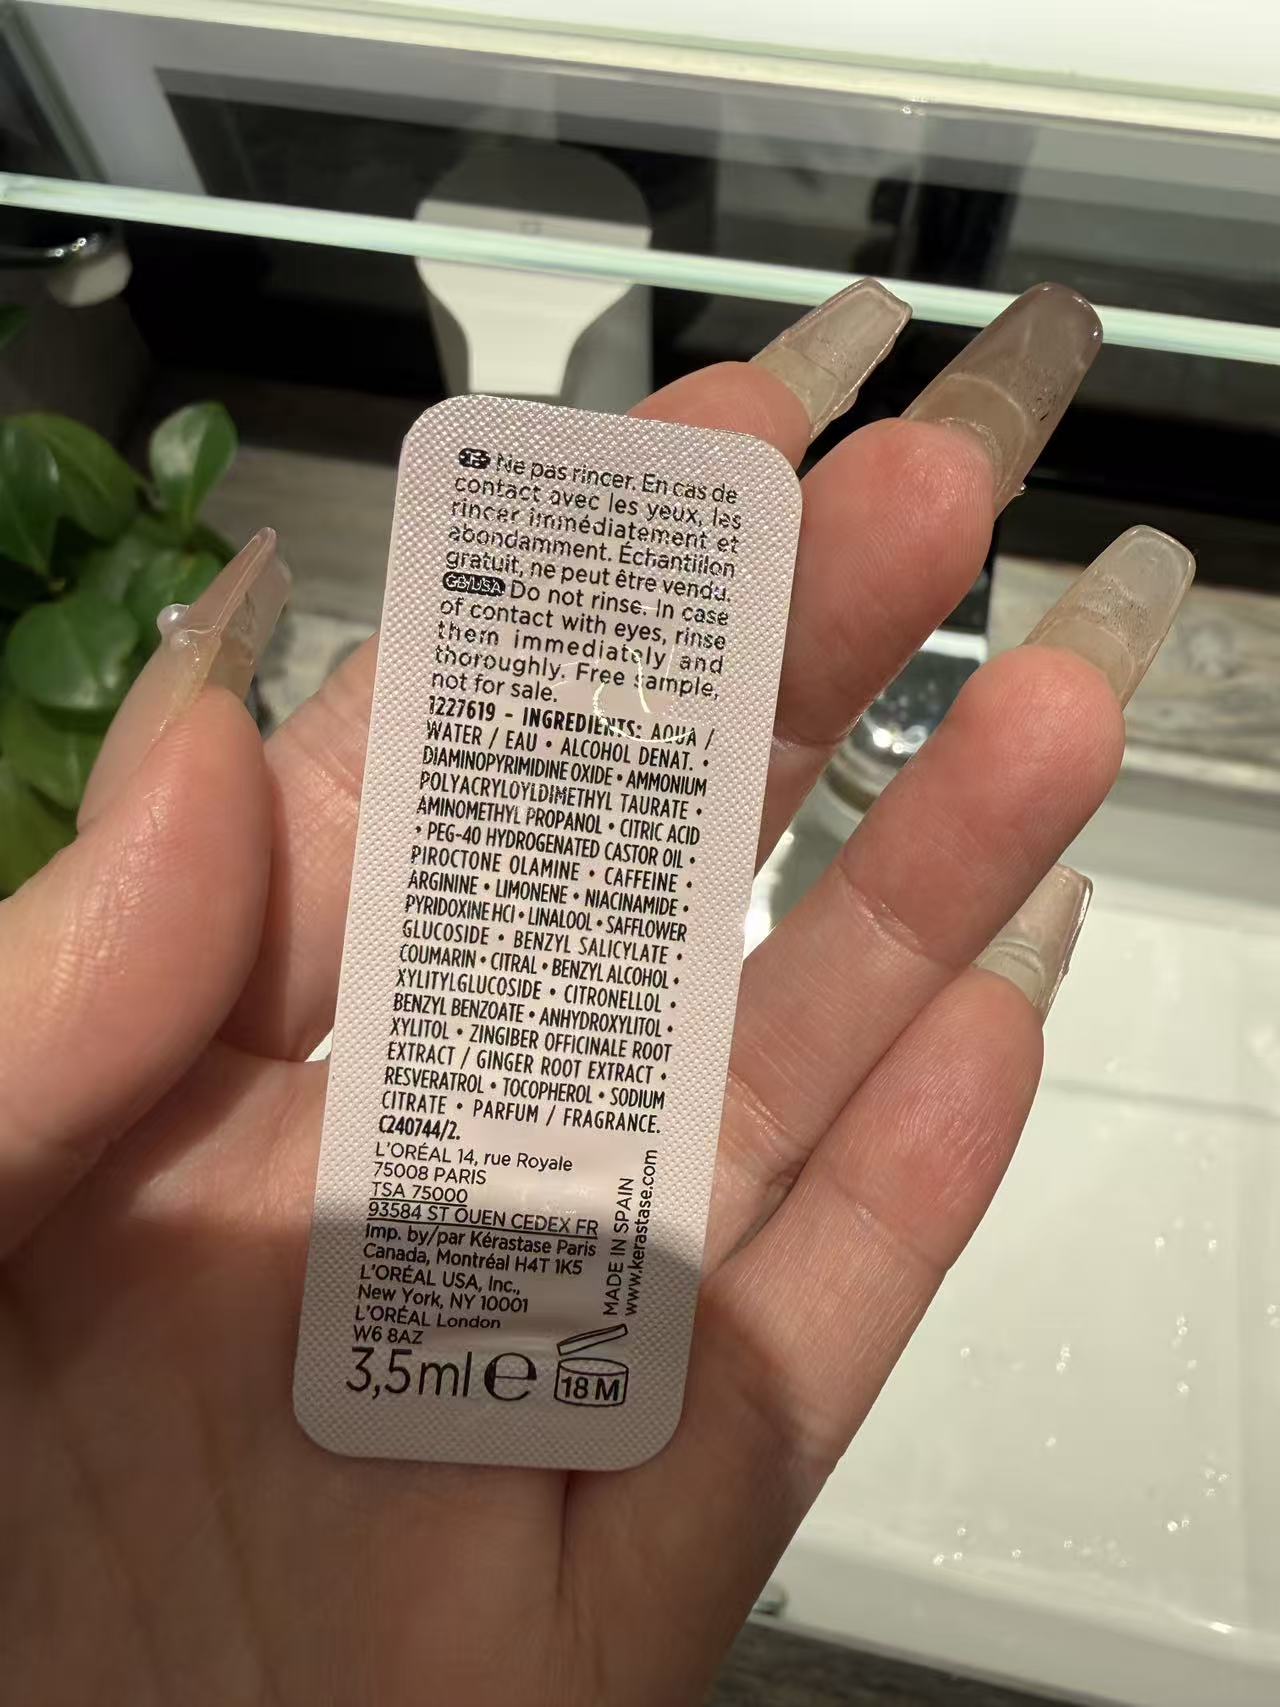 F Ne pas rincer. En cas de
contact avec les yeux, les
rincer immédiatement et
abondamment. Échantillon
gratuit, ne peut être vendu.
GB/USA Do not rinse. In case
of contact with eyes, rinse
them immediately and
thoroughly. Free sample,
not for sale.
1227619 - INGREDIENTS: AQUA /
WATER / EAU • ALCOHOL DENAT. •
DIAMINOPYRIMIDINE OXIDE • AMMONIUM
POLYACRYLOYLDIMETHYL TAURATE •
AMINOMETHYL PROPANOL • CITRIC ACID
• PEG-40 HYDROGENATED CASTOR OIL •
PIROCTONE OLAMINE • CAFFEINE •
ARGININE • LIMONENE • NIACINAMIDE •
PYRIDOXINE HCI • LINALOOL • SAFFLOWER
GLUCOSIDE • BENZYL SALICYLATE •
COUMARIN • CITRAL • BENZYL ALCOHOL •
XYLITYLGLUCOSIDE • CITRONELLOL •
BENZYL BENZOATE • ANHYDROXYLITOL •
XYLITOL • ZINGIBER OFFICINALE ROOT
EXTRACT / GINGER ROOT EXTRACT •
RESVERATROL • TOCOPHEROL • SODIUM
CITRATE • PARFUM / FRAGRANCE.
C240744/2.
L'ORÉAL 14, rue Royale
75008 PARIS
TSA 75000
93584 ST OUEN CEDEX FR
Imp. by/par Kérastase Paris
Canada, Montréal H4T 1K5
L'ORÉAL USA, Inc.,
New York, NY 10001
L'ORÉAL London
W6 8AZ
MADE IN SPAIN
www.kerastase.com
3,5ml e
18 M